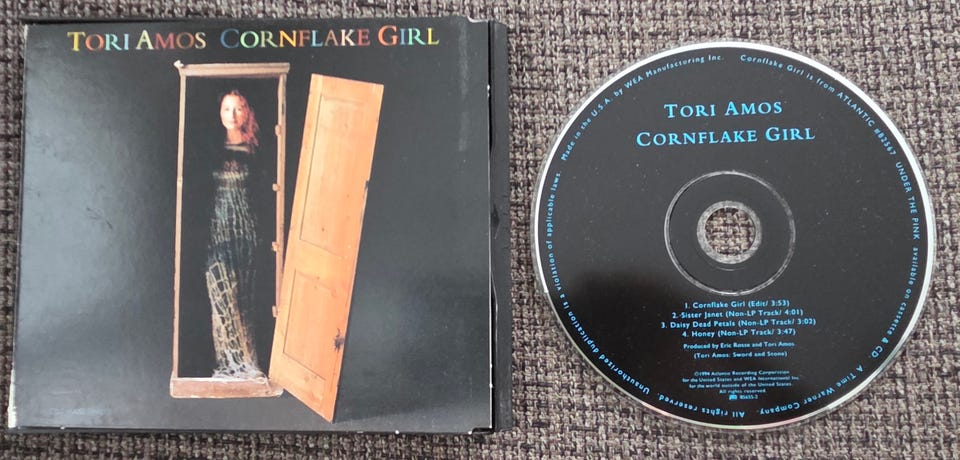 TORI AMOS CORNFLAKE GIRL
TORI AMOS
CORNFLAKE GIRL
1. Cornflake Girl (Edit/ 3:53)
2. Sister Janet (Non-LP Track/ 4:01)
3. Daisy Dead Petals (Non-LP Track/ 3:02)
4. Honey (Non-LP Track/ 3:47)
Produced by Eric Rosse and Tori Amos
(Tori Amos: Sword and Stone)
©1994 Atlantic Recording Corporation
for the United States and WEA International Inc.
for the world outside of the United States.
All rights reserved.
85655-2
Made in the U.S.A. by WEA Manufacturing Inc. Cornflake Girl is from ATLANTIC #82567 UNDER THE PINK available on cassette & CD. A Time Warner Company. All rights reserved. Unauthorized duplication is a violation of applicable laws.